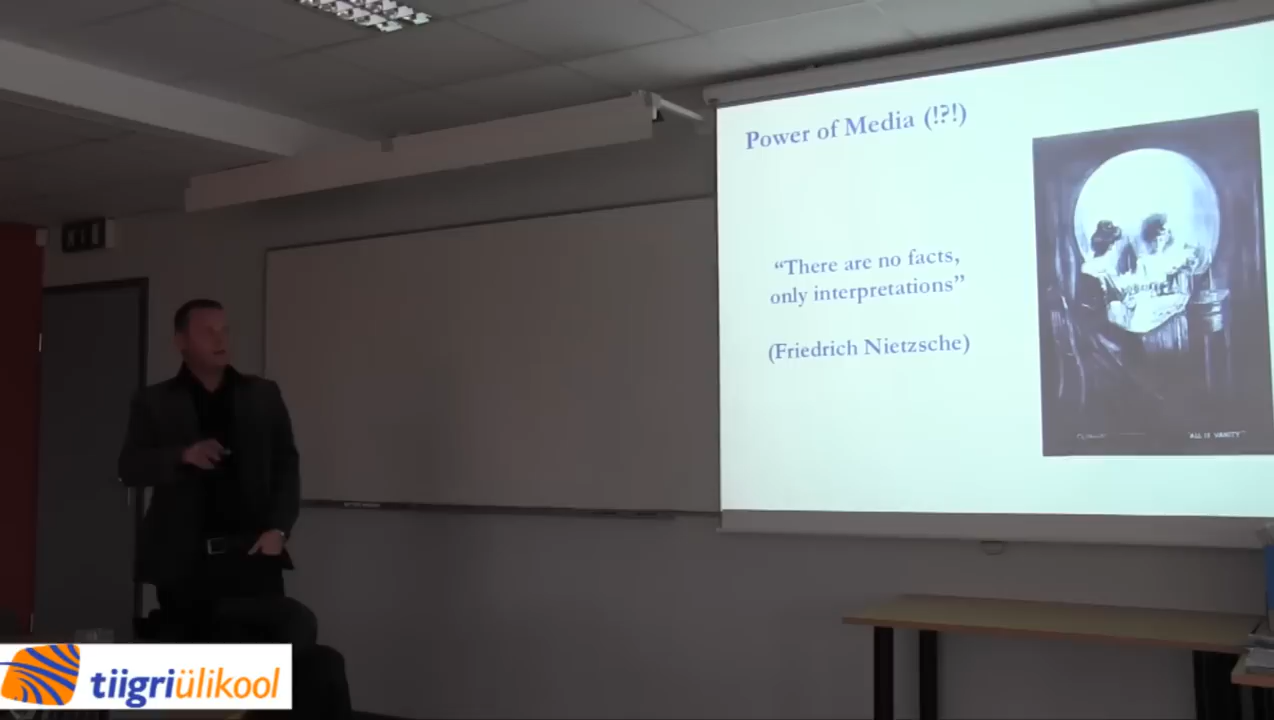 Power of Media (!?!)
“There are no facts,
only interpretations”
(Friedrich Nietzsche)
"ALL IS VANITY"
tiigriülikool